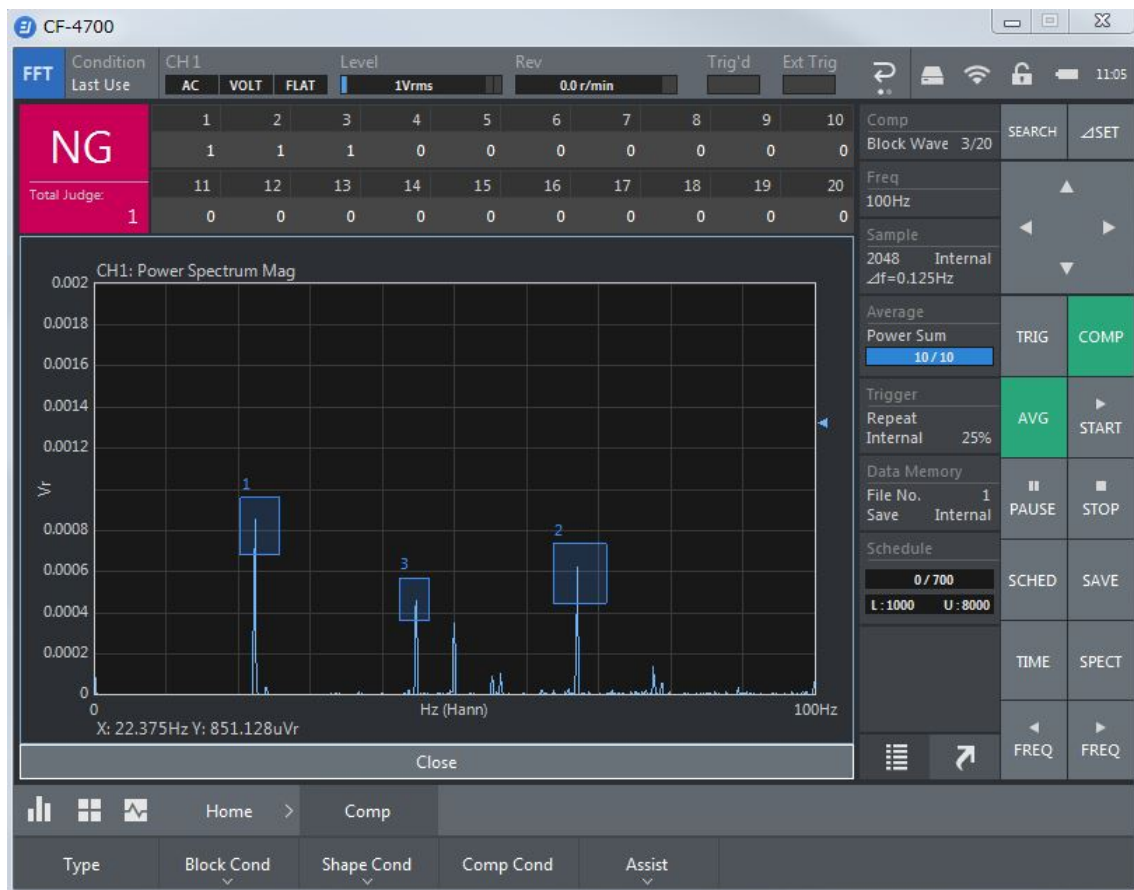 CF-4700
FFT Condition Last Use
CH1 AC VOLT FLAT
Level 1Vrms
Rev 0.0 r/min
Trig'd Ext Trig
11:05
NG
Total Judge:
1
1 2 3 4 5 6 7 8 9 10
1 1 1 0 0 0 0 0 0 0
11 12 13 14 15 16 17 18 19 20
0 0 0 0 0 0 0 0 0 0
CH1: Power Spectrum Mag
0.002
0.0018
0.0016
0.0014
0.0012
Vr
0.0008
0.0006
0.0004
0.0002
0
1
3
2
0 Hz (Hann) 100Hz
X: 22.375Hz Y: 851.128uVr
Close
Comp
Block Wave 3/20
Freq
100Hz
Sample
2048 Internal
⊿f=0.125Hz
Average
Power Sum
10 / 10
Trigger
Repeat
Internal 25%
Data Memory
File No. 1
Save Internal
Schedule
0 / 700
L : 1000 U : 8000
SEARCH ⊿SET
TRIG COMP
AVG START
PAUSE STOP
SCHED SAVE
TIME SPECT
FREQ FREQ
Home > Comp
Type Block Cond Shape Cond Comp Cond Assist